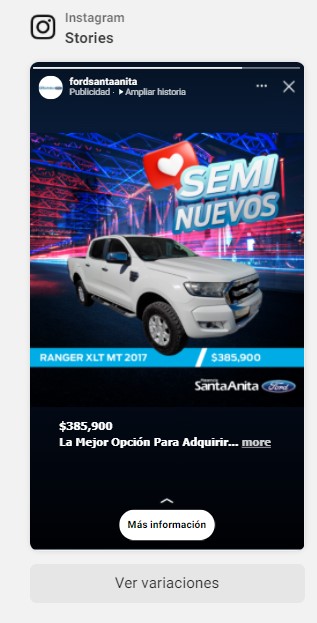 Instagram
Stories
fordsantaanita
Publicidad · Ampliar historia
SEMI
NUEVOS
RANGER XLT MT 2017
$385,900
SantaAnita Ford
$385,900
La Mejor Opción Para Adquirir... more
Más información
Ver variaciones